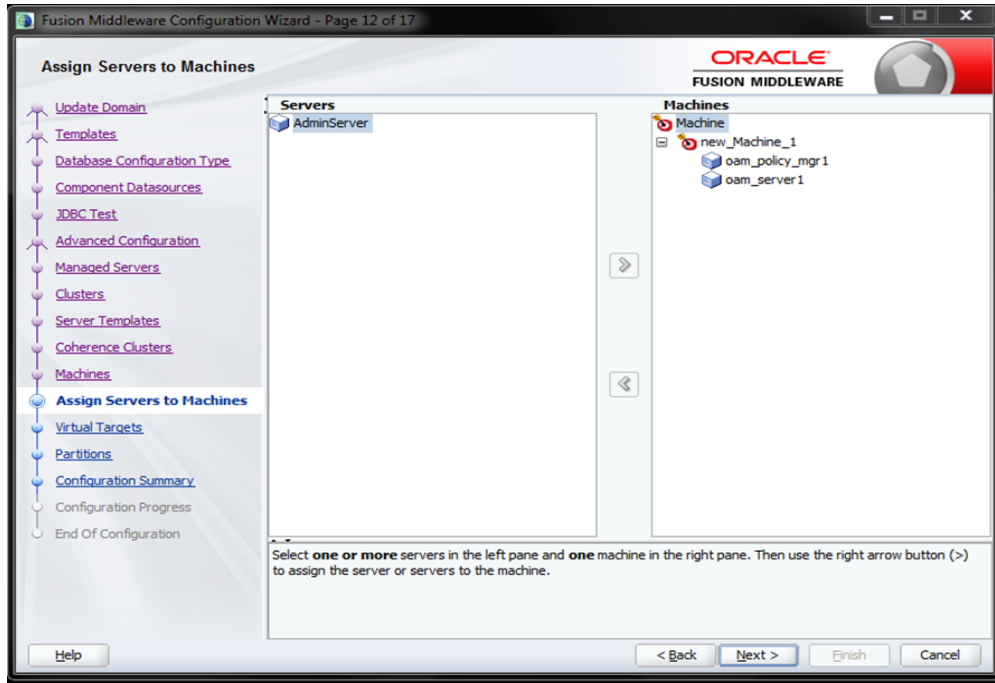 Fusion Middleware Configuration Wizard - Page 12 of 17
Assign Servers to Machines
ORACLE
FUSION MIDDLEWARE
Update Domain
Templates
Database Configuration Type
Component Datasources
JDBC Test
Advanced Configuration
Managed Servers
Clusters
Server Templates
Coherence Clusters
Machines
Assign Servers to Machines
Virtual Targets
Partitions
Configuration Summary
Configuration Progress
End Of Configuration
Servers
AdminServer
Machines
Machine
new_Machine_1
oam_policy_mgr1
oam_server1
Select one or more servers in the left pane and one machine in the right pane. Then use the right arrow button (>)
to assign the server or servers to the machine.
Help
< Back
Next >
Finish
Cancel